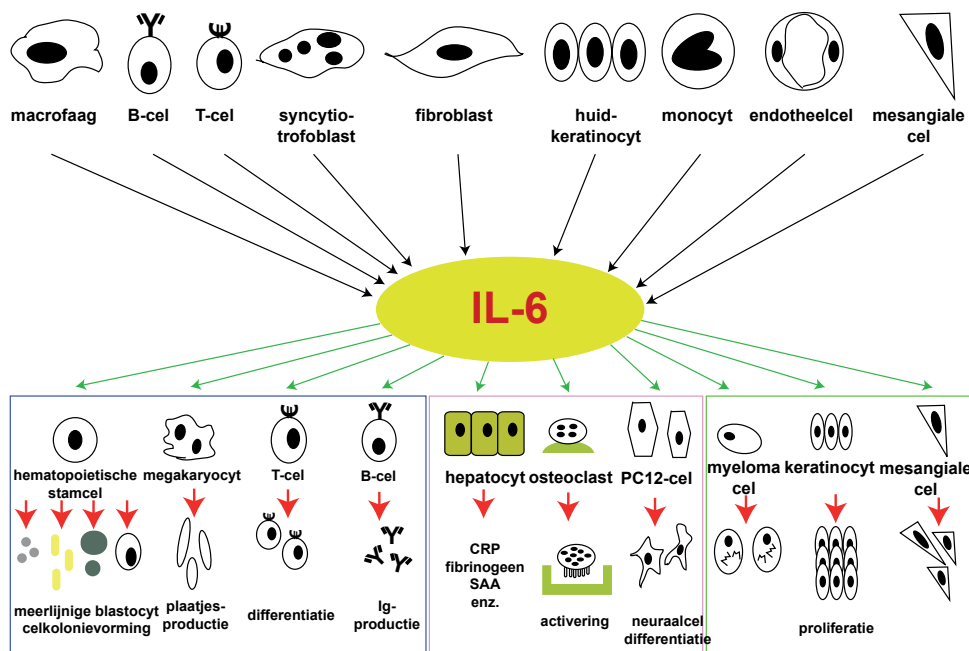 macrofaag
B-cel
T-cel
syncytio-
trofoblast
fibroblast
huid-
keratinocyt
monocyt
endotheelcel
mesangiale
cel
IL-6
hematopoietische
stamcel
megakaryocyt
T-cel
B-cel
hepatocyt
osteoclast
PC12-cel
myeloma
cel
keratinocyt
mesangiale
cel
meerlijnige blastocyt
celkolonievorming
plaatjes-
productie
differentiatie
Ig-
productie
CRP
fibrinogeen
SAA
enz.
activering
neuraalcel
differentiatie
proliferatie